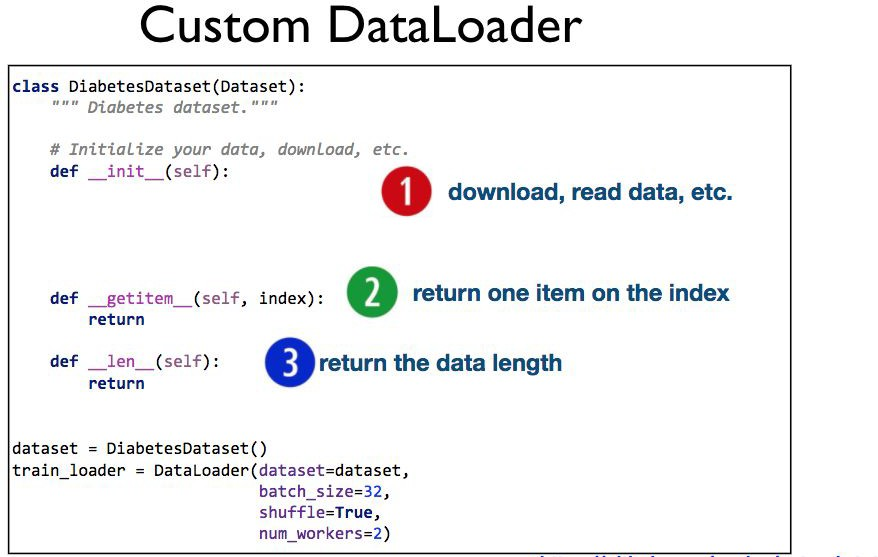 Custom DataLoader
class DiabetesDataset(Dataset):
""" Diabetes dataset."""
# Initialize your data, download, etc.
def __init__(self):
1 download, read data, etc.
def __getitem__(self, index):
2 return one item on the index
return
def __len__(self):
3 return the data length
return
dataset = DiabetesDataset()
train_loader = DataLoader(dataset=dataset,
batch_size=32,
shuffle=True,
num_workers=2)